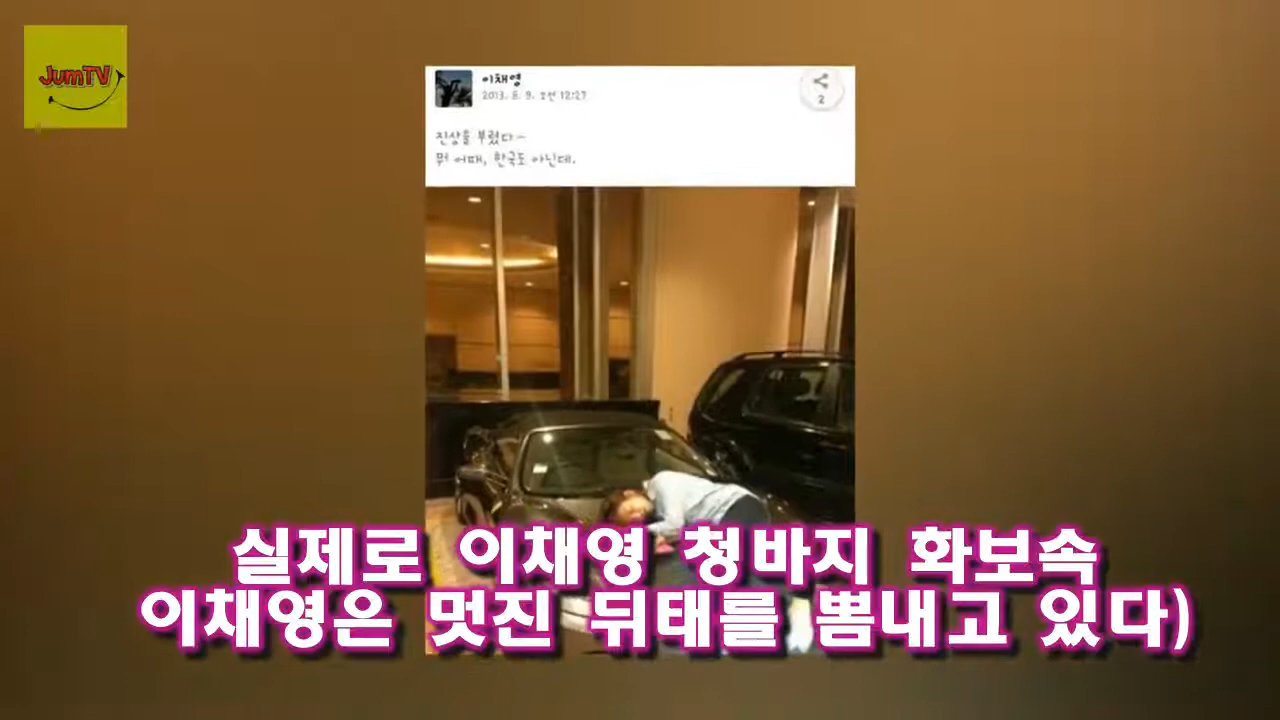 JumTV
이채영
2013. 8. 9. 오전 12:27
2
진상을 부렸다~
뭐 어때, 한국도 아닌데.
실제로 이채영 청바지 화보속
이채영은 멋진 뒤태를 뽐내고 있다)